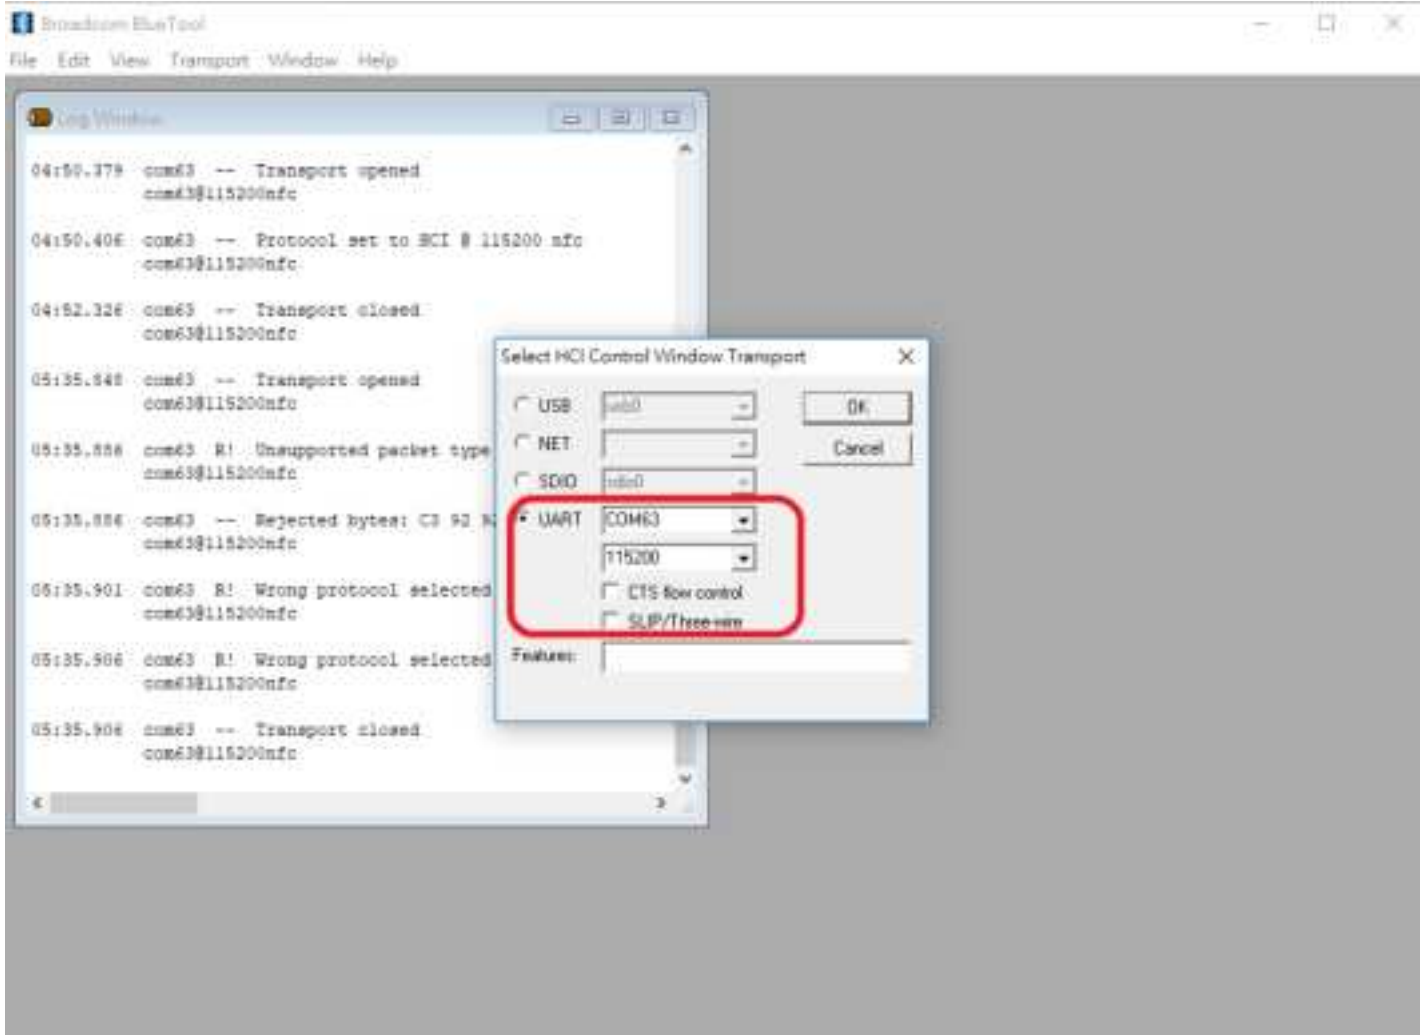 Broadcom BlueTool
File Edit View Transport Window Help
Log Window
04:50.379 com63 -- Transport opened
com63@115200nfc
04:50.406 com63 -- Protocol set to HCI @ 115200 nfc
com63@115200nfc
04:52.326 com63 -- Transport closed
com63@115200nfc
05:35.848 com63 -- Transport opened
com63@115200nfc
05:35.886 com63 R! Unsupported packet type
com63@115200nfc
05:35.886 com63 -- Rejected bytes: C3 92
com63@115200nfc
05:35.901 com63 R! Wrong protocol selected
com63@115200nfc
05:35.906 com63 R! Wrong protocol selected
com63@115200nfc
05:35.906 com63 -- Transport closed
com63@115200nfc
Select HCI Control Window Transport
USB usb0 OK
NET Cancel
SDIO sdio0
UART COM63
115200
CTS flow control
SLIP/Three-wire
Features: